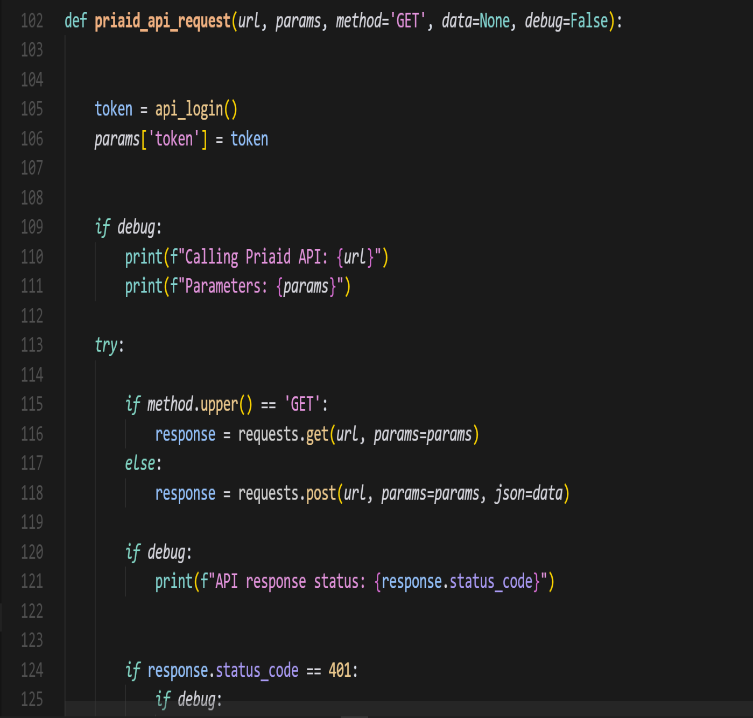 102 def priaid_api_request(url, params, method='GET', data=None, debug=False):
103
104
105     token = api_login()
106     params['token'] = token
107
108
109     if debug:
110         print(f"Calling Priaid API: {url}")
111         print(f"Parameters: {params}")
112
113     try:
114
115         if method.upper() == 'GET':
116             response = requests.get(url, params=params)
117         else:
118             response = requests.post(url, params=params, json=data)
119
120         if debug:
121             print(f"API response status: {response.status_code}")
122
123
124         if response.status_code == 401:
125             if debug: